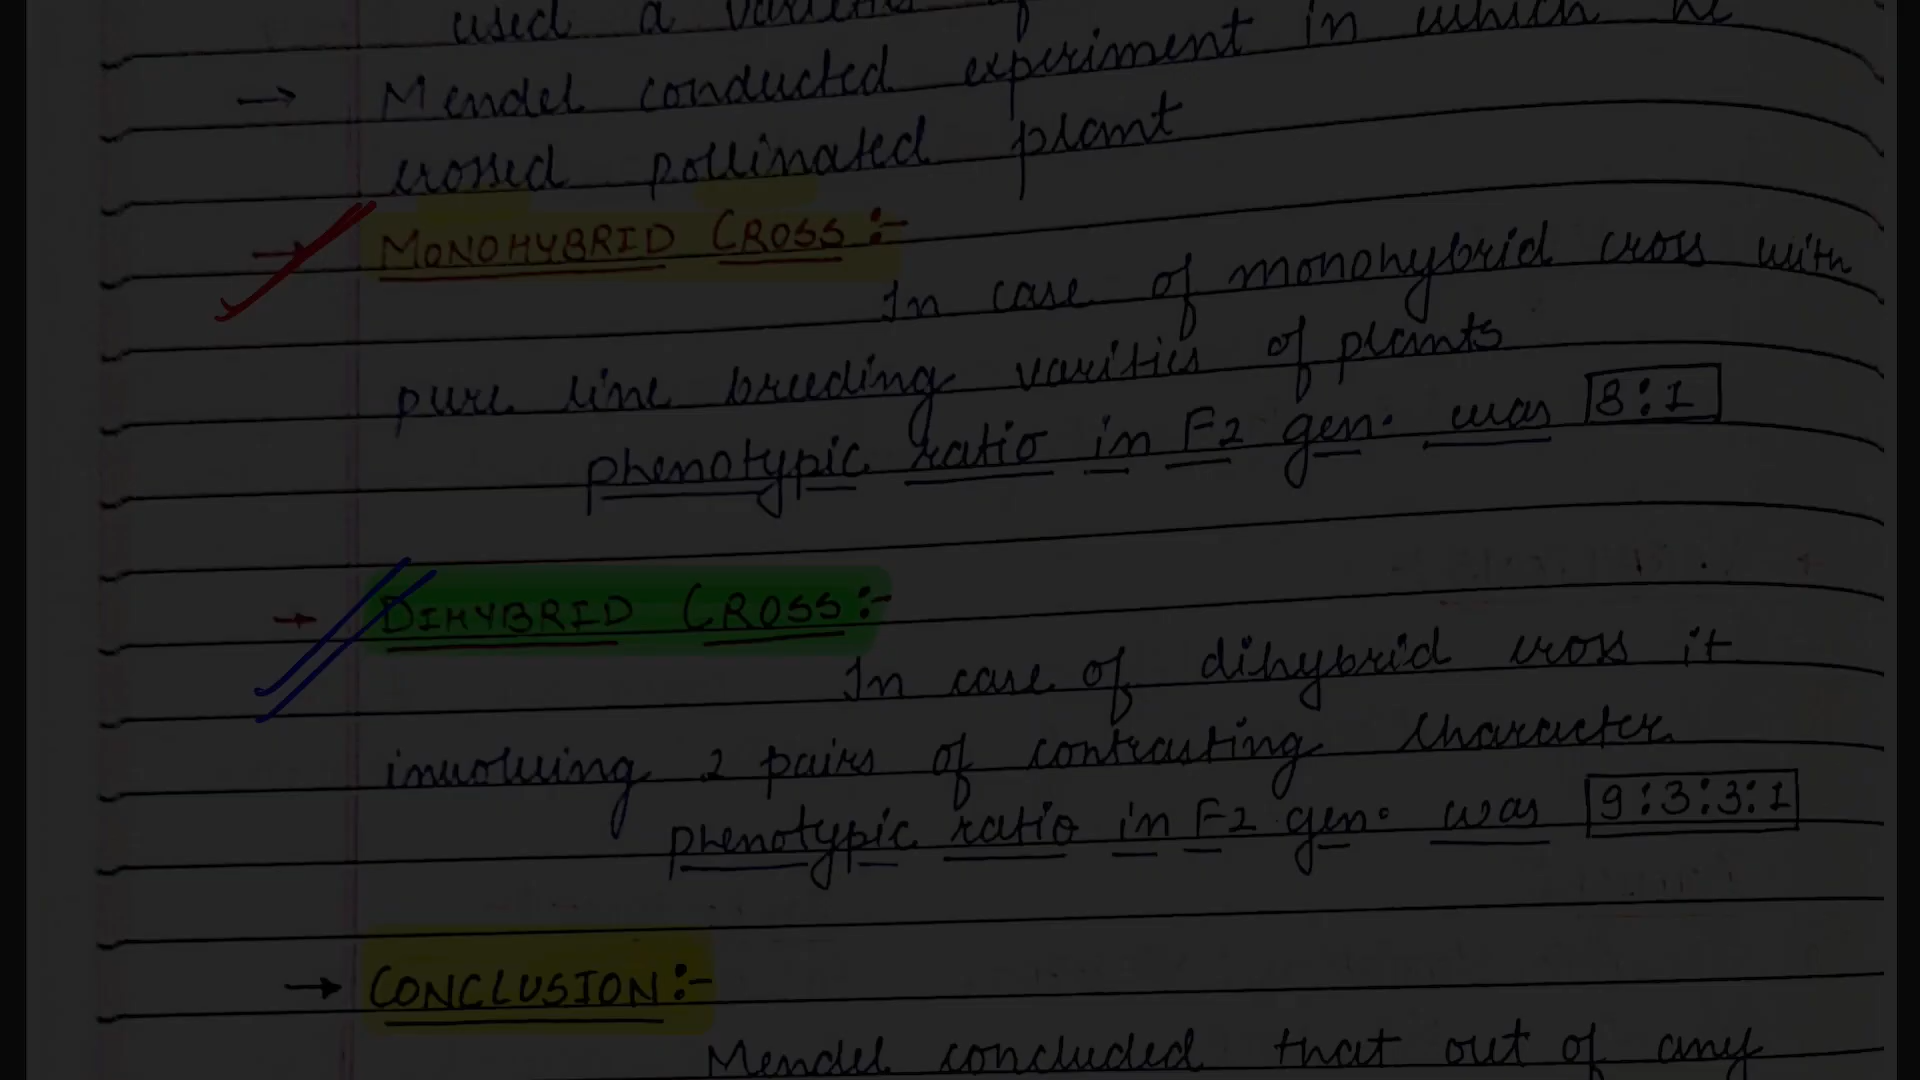 used a
→ Mendel conducted experiment in which he
crossed pollinated plant
→ MONOHYBRID CROSS :-
In case of monohybrid cross with
pure line breeding varities of plants
phenotypic ratio in F2 gen. was 3:1
→ DIHYBRID CROSS :-
In case of dihybrid cross it
involving 2 pairs of contrasting character
phenotypic ratio in F2 gen. was 9:3:3:1
→ CONCLUSION :-
Mendel concluded that out of any